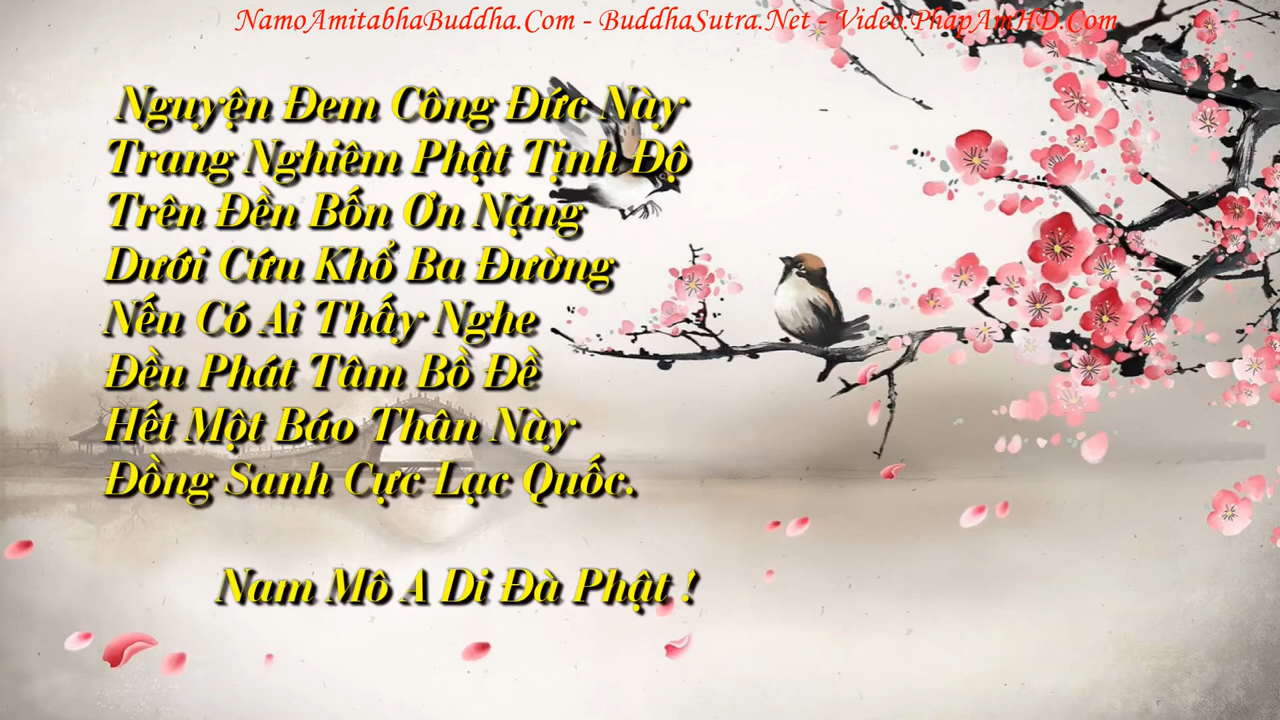 NamoAmitabhaBuddha.Com - BuddhaSutra.Net - Video.PhapAmHD.Com
Nguyện Đem Công Đức Này
Trang Nghiêm Phật Tịnh Độ
Trên Đền Bốn Ơn Nặng
Dưới Cứu Khổ Ba Đường
Nếu Có Ai Thấy Nghe
Đều Phát Tâm Bồ Đề
Hết Một Báo Thân Này
Đồng Sanh Cực Lạc Quốc.
Nam Mô A Di Đà Phật !